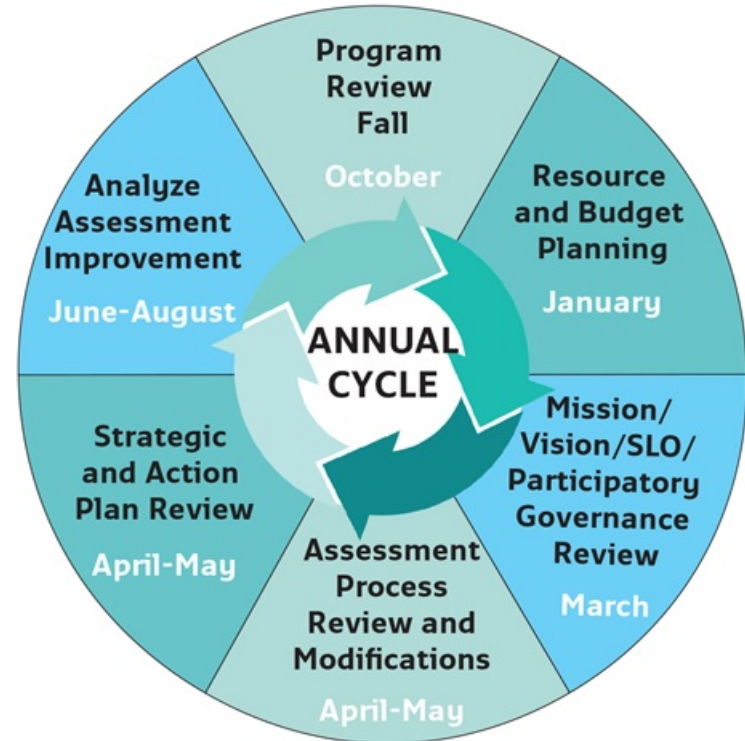 Program
Review
Fall
October
Resource
and Budget
Planning
January
Mission/
Vision/SLO/
Participatory
Governance
Review
March
Assessment
Process
Review and
Modifications
April-May
Strategic
and Action
Plan Review
April-May
Analyze
Assessment
Improvement
June-August
ANNUAL
CYCLE